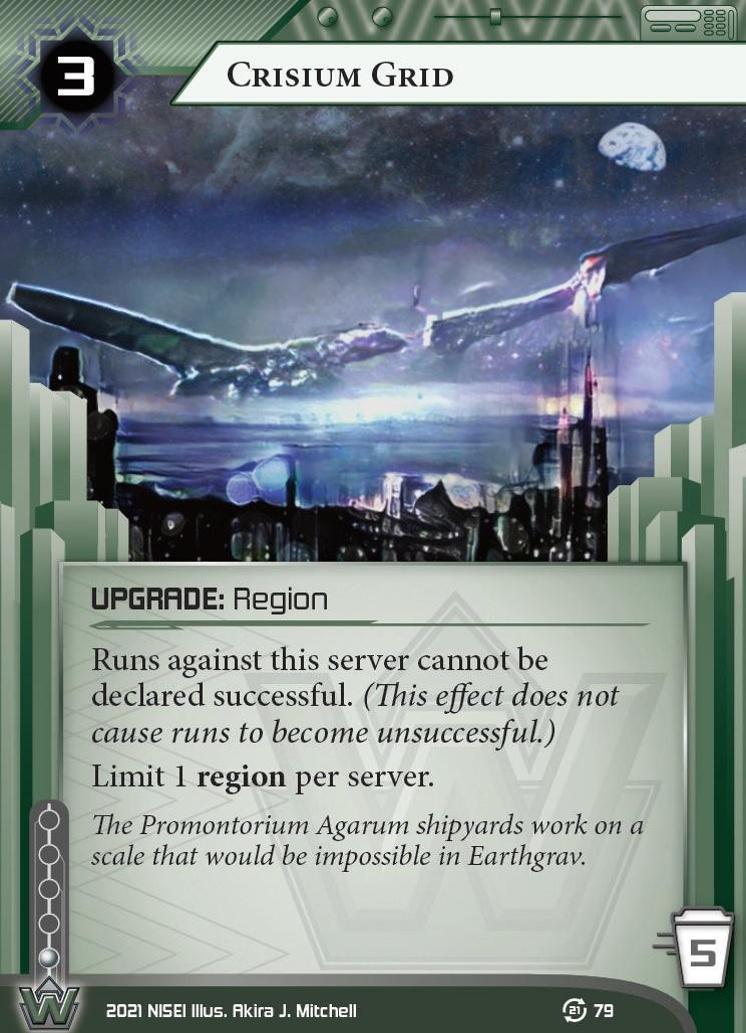 3
CRISIUM GRID
UPGRADE: Region
Runs against this server cannot be
declared successful. (This effect does not
cause runs to become unsuccessful.)
Limit 1 region per server.
The Promontorium Agarum shipyards work on a
scale that would be impossible in Earthgrav.
5
W
2021 NISEI Illus. Akira J. Mitchell
21 79